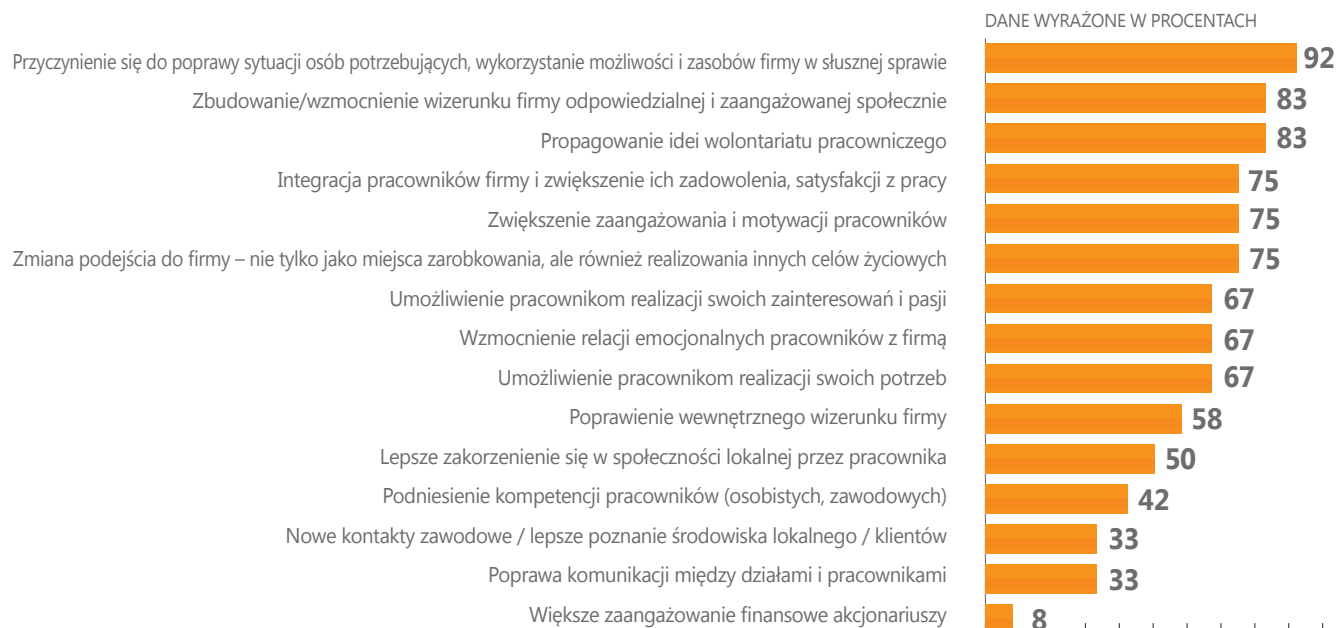 DANE WYRAŻONE W PROCENTACH
Przyczynienie się do poprawy sytuacji osób potrzebujących, wykorzystanie możliwości i zasobów firmy w słusznej sprawie 92
Zbudowanie/wzmocnienie wizerunku firmy odpowiedzialnej i zaangażowanej społecznie 83
Propagowanie idei wolontariatu pracowniczego 83
Integracja pracowników firmy i zwiększenie ich zadowolenia, satysfakcji z pracy 75
Zwiększenie zaangażowania i motywacji pracowników 75
Zmiana podejścia do firmy – nie tylko jako miejsca zarobkowania, ale również realizowania innych celów życiowych 75
Umożliwienie pracownikom realizacji swoich zainteresowań i pasji 67
Wzmocnienie relacji emocjonalnych pracowników z firmą 67
Umożliwienie pracownikom realizacji swoich potrzeb 67
Poprawienie wewnętrznego wizerunku firmy 58
Lepsze zakorzenienie się w społeczności lokalnej przez pracownika 50
Podniesienie kompetencji pracowników (osobistych, zawodowych) 42
Nowe kontakty zawodowe / lepsze poznanie środowiska lokalnego / klientów 33
Poprawa komunikacji między działami i pracownikami 33
Większe zaangażowanie finansowe akcjonariuszy 8